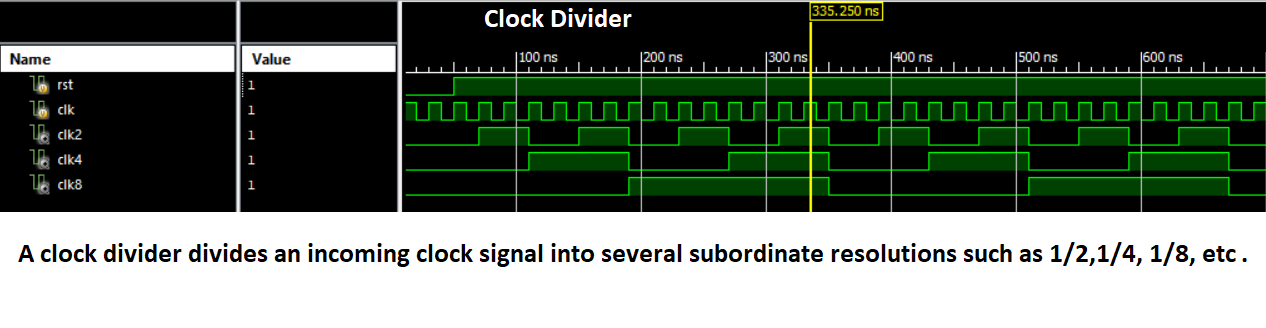 Clock Divider
335.250 ns
Name Value
100 ns 200 ns 300 ns 400 ns 500 ns 600 ns
rst 1
clk 1
clk2 1
clk4 1
clk8 1
A clock divider divides an incoming clock signal into several subordinate resolutions such as 1/2,1/4, 1/8, etc .